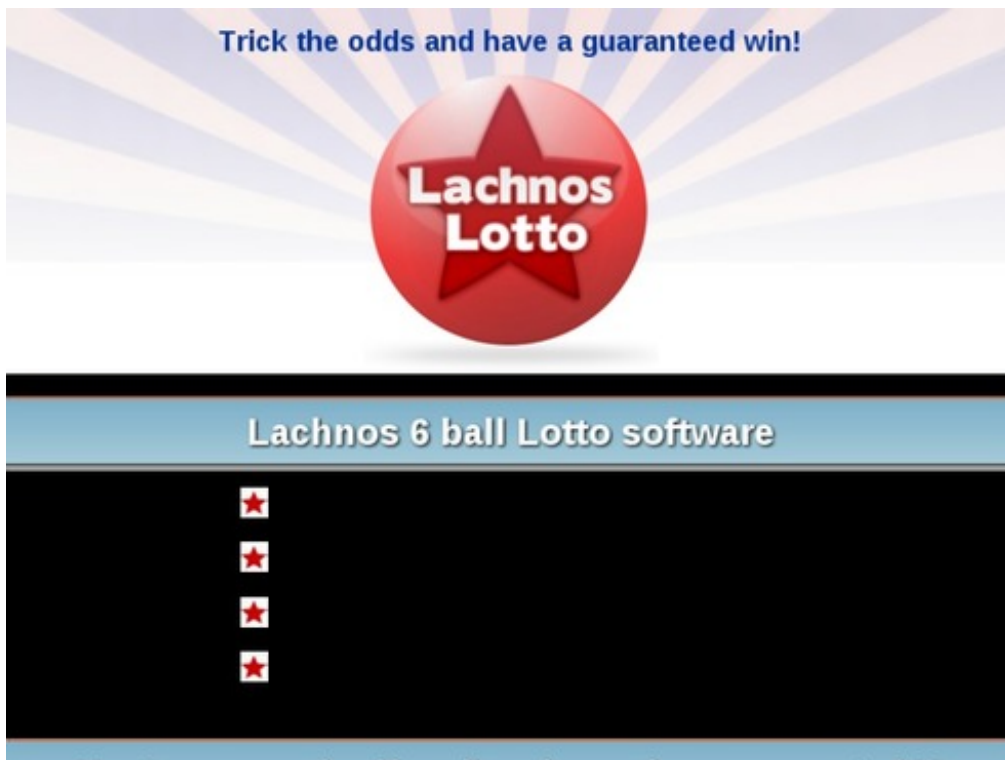 Trick the odds and have a guaranteed win!
Lachnos
Lotto
Lachnos 6 ball Lotto software